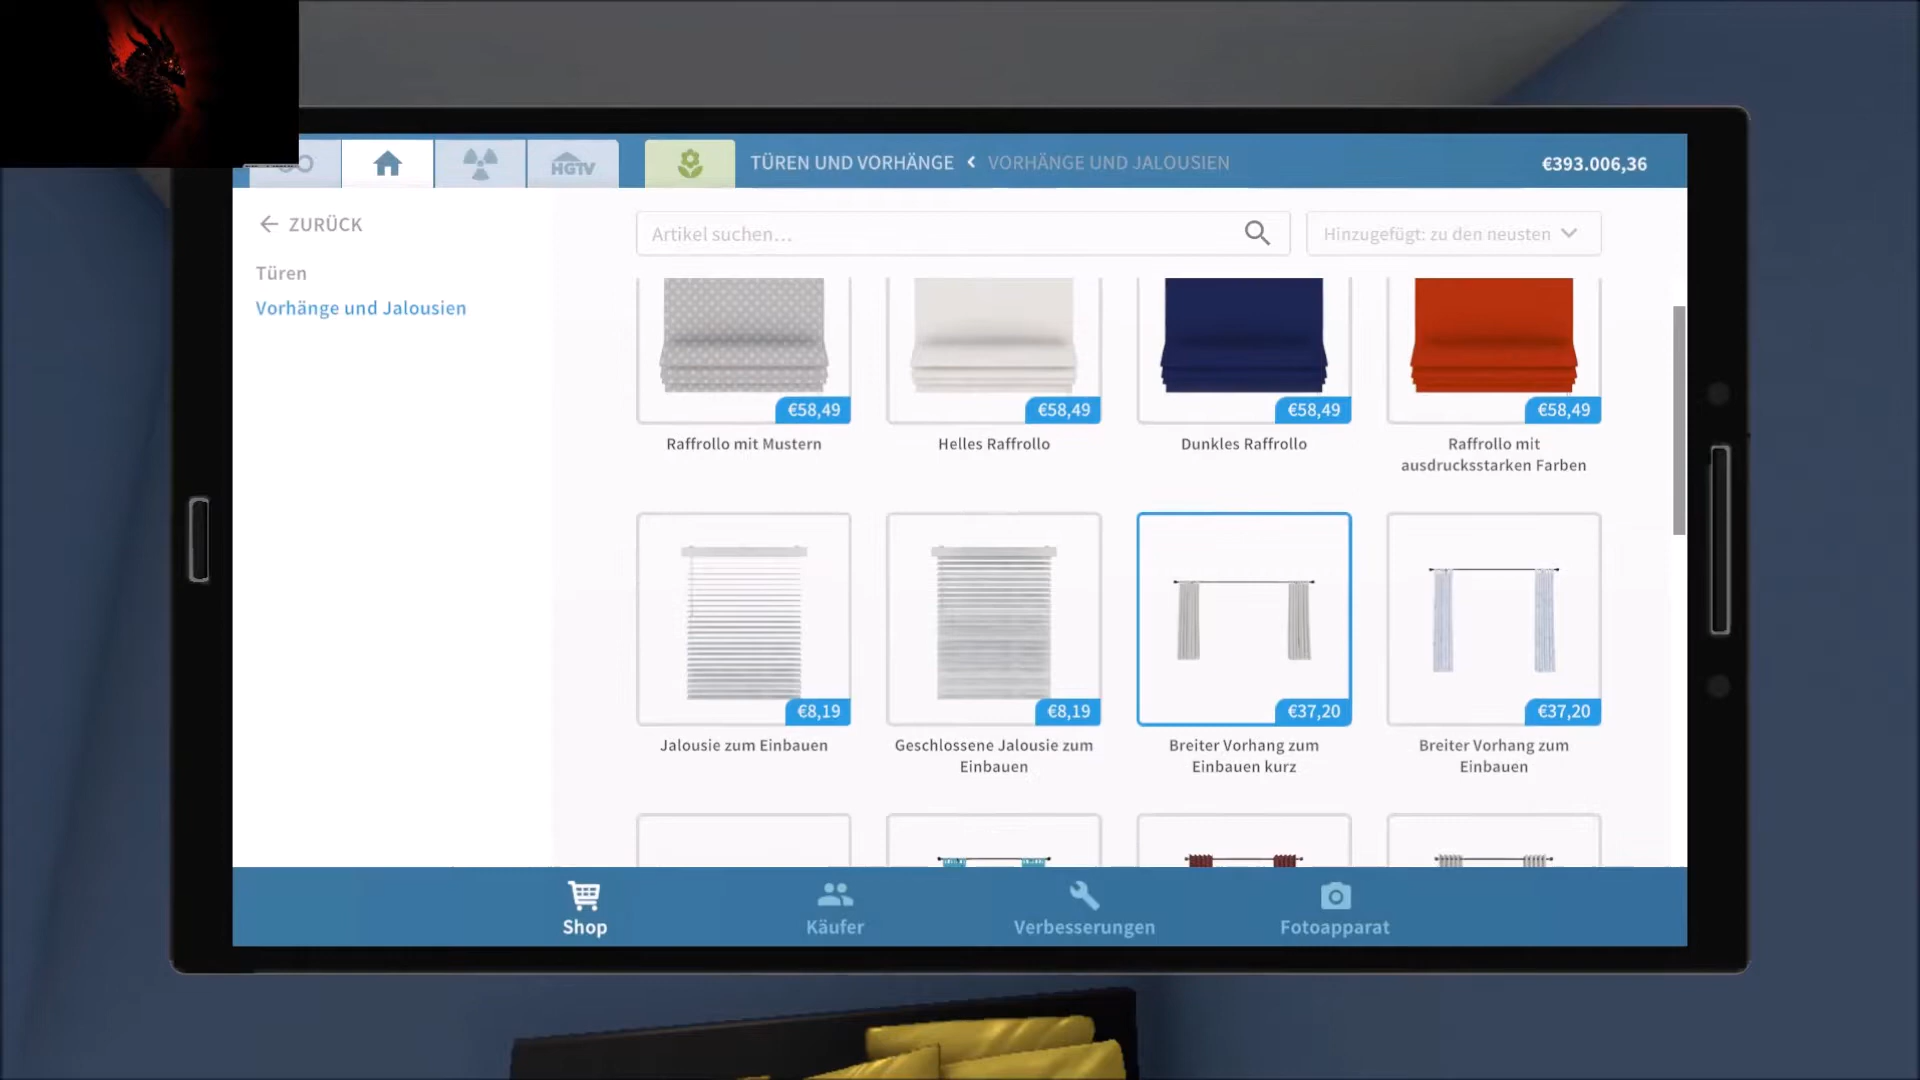 HGTV
TÜREN UND VORHÄNGE
VORHÄNGE UND JALOUSIEN
€393.006,36
ZURÜCK
Türen
Vorhänge und Jalousien
Artikel suchen...
Hinzugefügt: zu den neusten
€58,49
€58,49
€58,49
€58,49
Raffrollo mit Mustern
Helles Raffrollo
Dunkles Raffrollo
Raffrollo mit
ausdrucksstarken Farben
€8,19
€8,19
€37,20
€37,20
Jalousie zum Einbauen
Geschlossene Jalousie zum
Einbauen
Breiter Vorhang zum
Einbauen kurz
Breiter Vorhang zum
Einbauen
Shop
Käufer
Verbesserungen
Fotoapparat